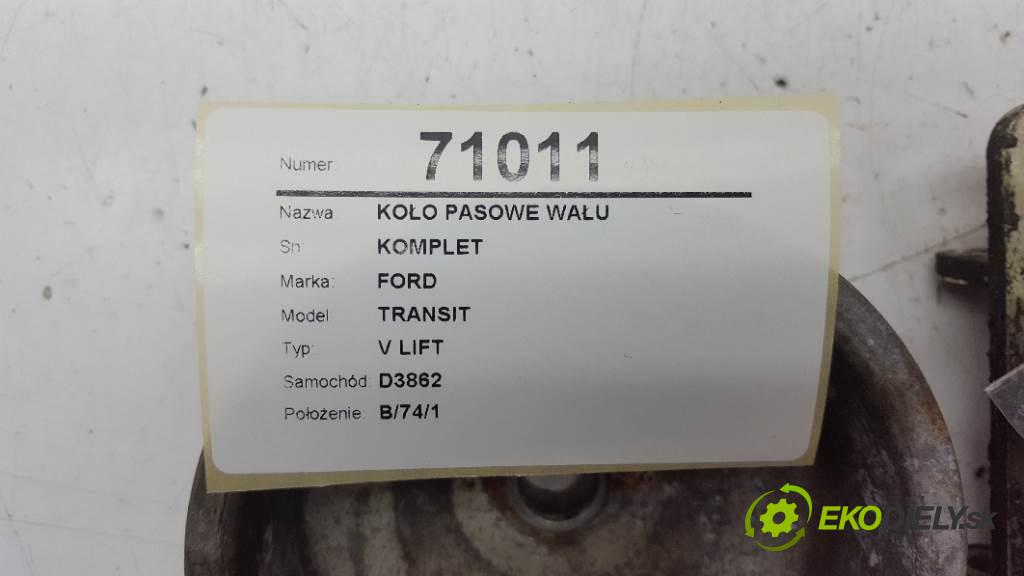 Numer: 71011
Nazwa: KOŁO PASOWE WAŁU
Sn: KOMPLET
Marka: FORD
Model: TRANSIT
Typ: V LIFT
Samochód: D3862
Położenie: B/74/1
EKODIELY.sk